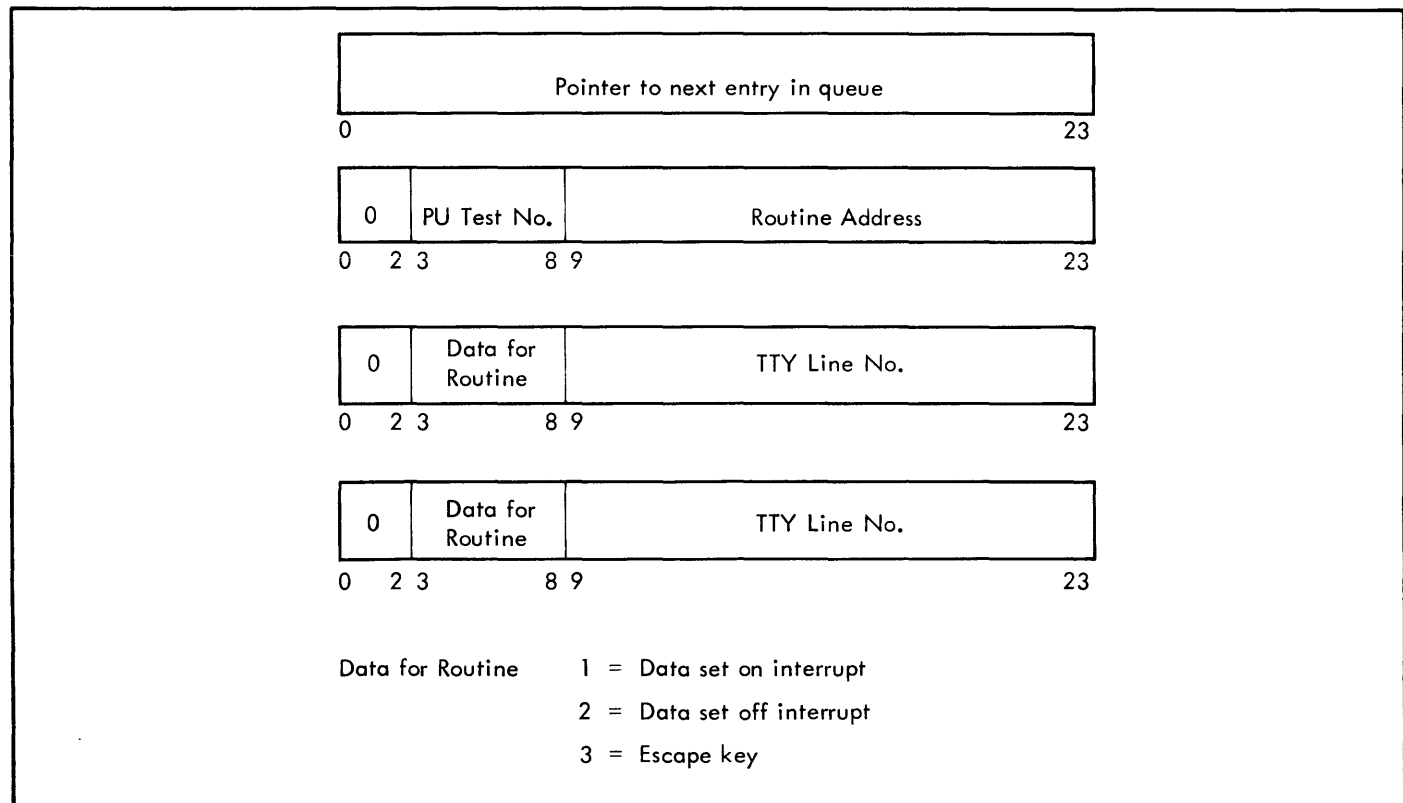 Pointer to next entry in queue
0 23
0 PU Test No. Routine Address
0 2 3 8 9 23
0 Data for Routine TTY Line No.
0 2 3 8 9 23
0 Data for Routine TTY Line No.
0 2 3 8 9 23
Data for Routine 1 = Data set on interrupt
2 = Data set off interrupt
3 = Escape key